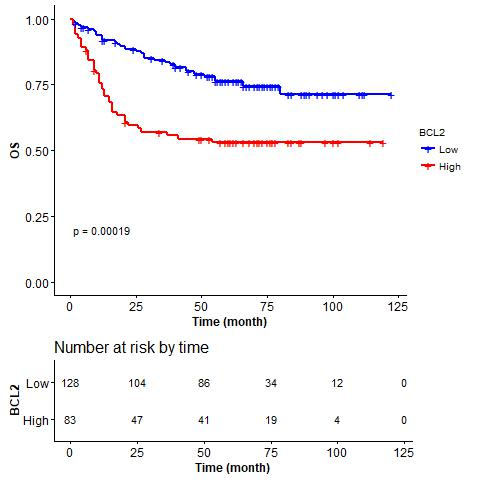 1.00
0.75
0.50
0.25
0.00
OS
p = 0.00019
BCL2
Low
High
0 25 50 75 100 125
Time (month)
Number at risk by time
BCL2
Low 128 104 86 34 12 0
High 83 47 41 19 4 0
0 25 50 75 100 125
Time (month)